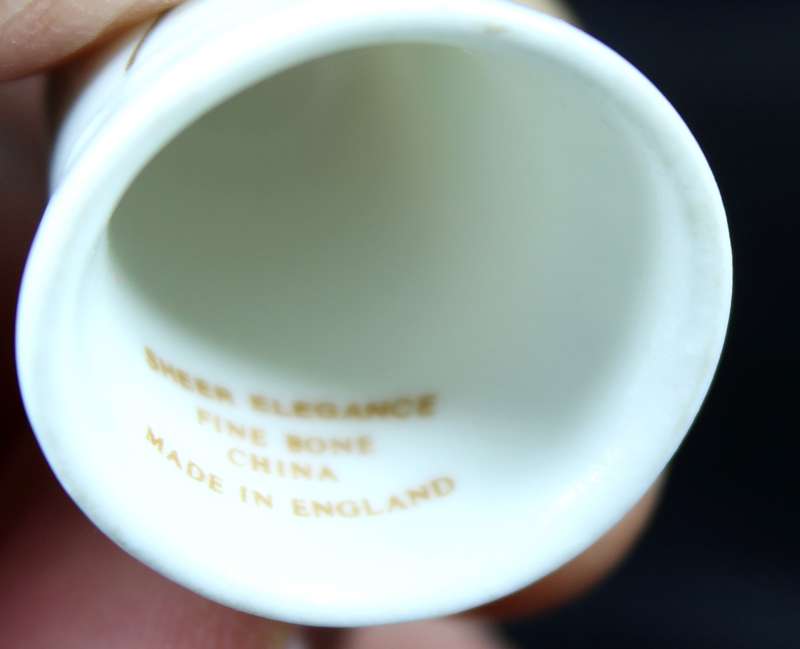 SHEER ELEGANCE
FINE BONE
CHINA
MADE IN ENGLAND